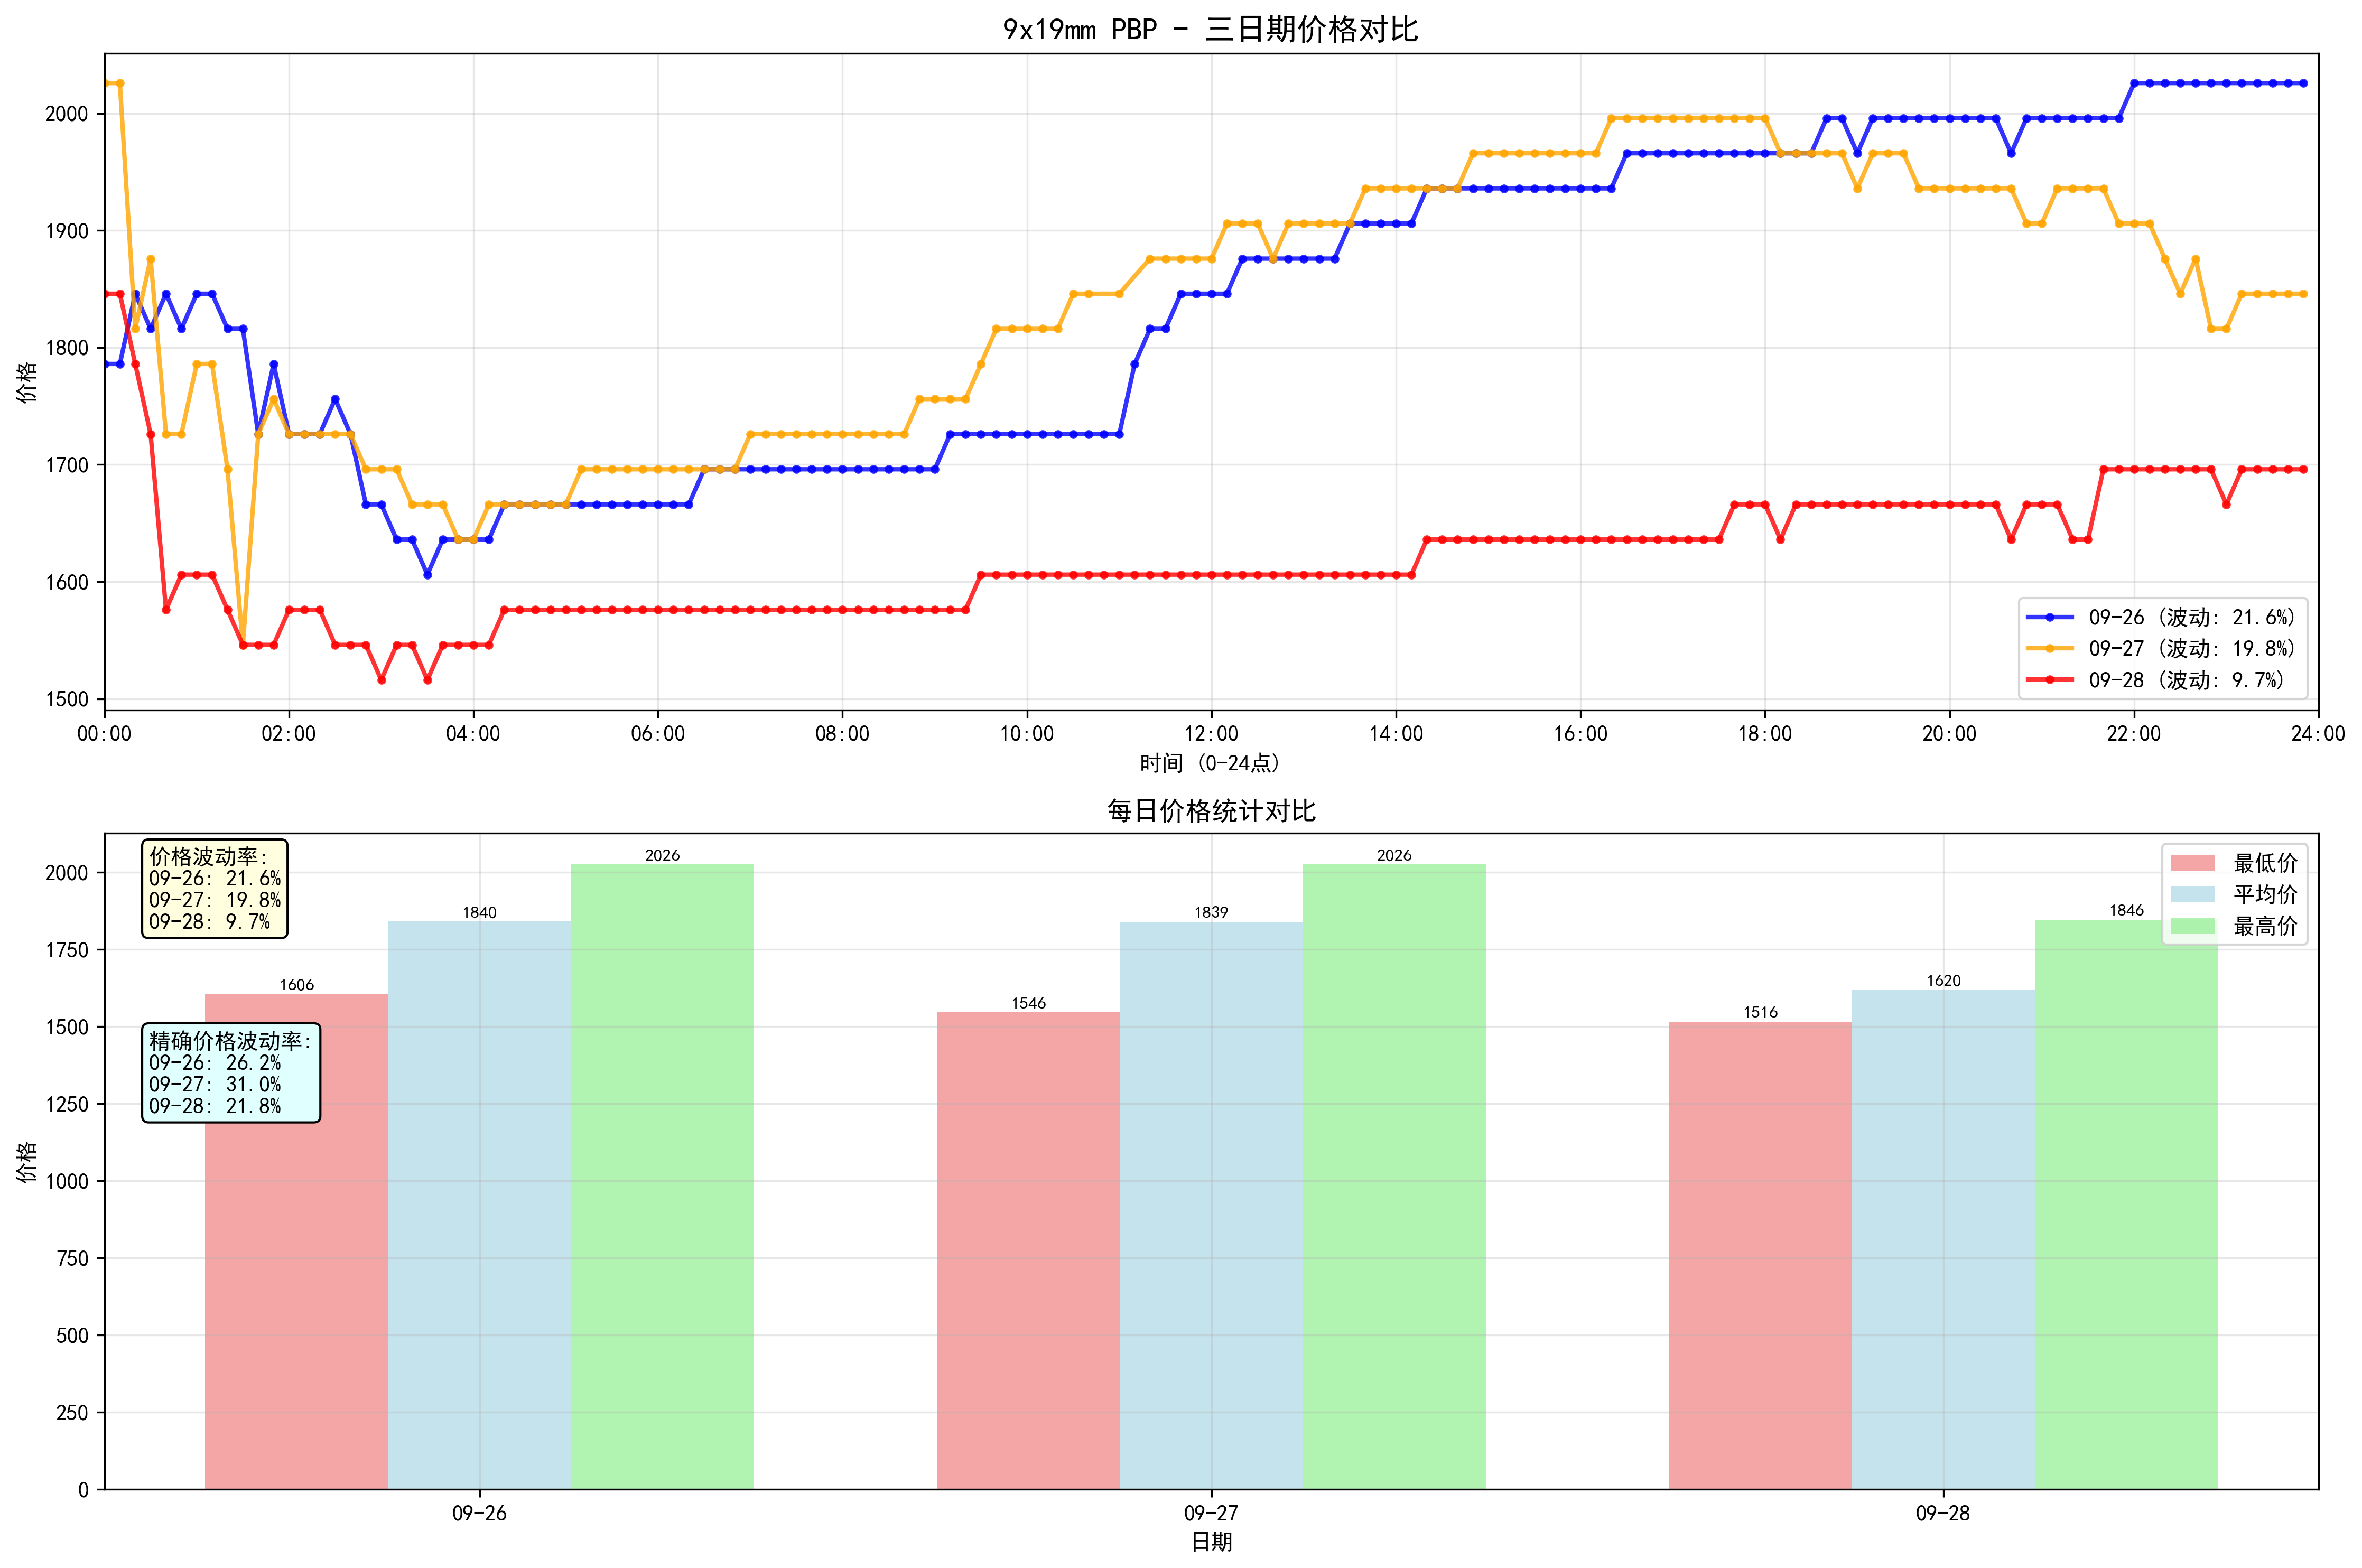 9x19mm PBP - 三日期价格对比
价格
2000
1900
1800
1700
1600
1500
09-26 (波动: 21.6%)
09-27 (波动: 19.8%)
09-28 (波动: 9.7%)
00:00 02:00 04:00 06:00 08:00 10:00 12:00 14:00 16:00 18:00 20:00 22:00 24:00
时间 (0-24点)
每日价格统计对比
价格
2000
1750
1500
1250
1000
750
500
250
0
价格波动率:
09-26: 21.6%
09-27: 19.8%
09-28: 9.7%
精确价格波动率:
09-26: 26.2%
09-27: 31.0%
09-28: 21.8%
1606 1840 2026
1546 1839 2026
1516 1620 1846
最低价
平均价
最高价
09-26 09-27 09-28
日期